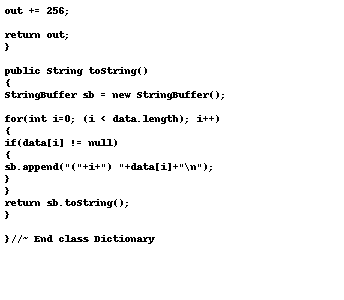 out += 256;
return out;
}
public String toString()
{
StringBuffer sb = new StringBuffer();
for(int i=0; (i < data.length); i++)
{
if(data[i] != null)
{
sb.append("("+i+") "+data[i]+"\n");
}
}
return sb.toString();
}
}//~ End class Dictionary